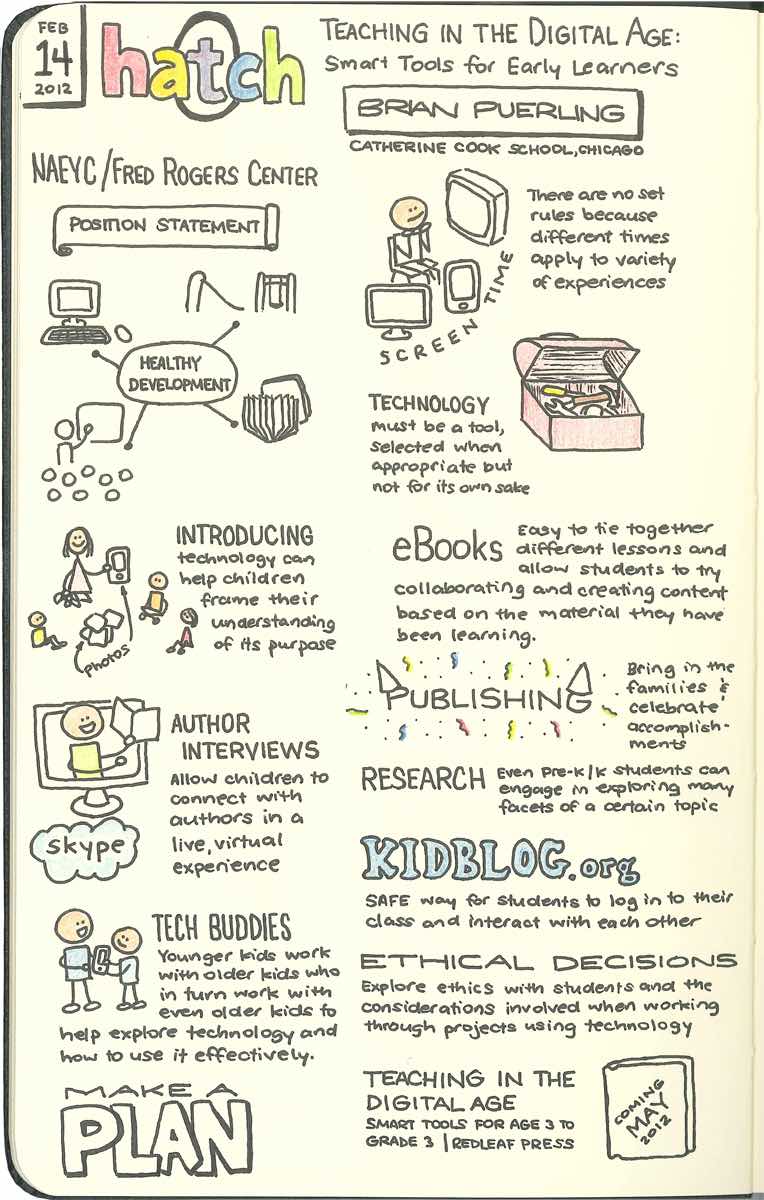 FEB
14
2012
hatch
TEACHING IN THE DIGITAL AGE:
Smart Tools for Early Learners
BRIAN PUERLING
CATHERINE COOK SCHOOL, CHICAGO
NAEYC/FRED ROGERS CENTER
POSITION STATEMENT
HEALTHY
DEVELOPMENT
INTRODUCING
technology can
help children
frame their
understanding
of its purpose
photos
AUTHOR
INTERVIEWS
Allow children to
connect with
authors in a
live, virtual
experience
skype
TECH BUDDIES
Younger kids work
with older kids who
in turn work with
even older kids to
help explore technology and
how to use it effectively.
MAKE A
PLAN
There are no set
rules because
different times
apply to variety
of experiences
SCREEN TIME
TECHNOLOGY
must be a tool,
selected when
appropriate but
not for its own sake
eBooks
Easy to tie together
different lessons and
allow students to try
collaborating and creating content
based on the material they have
been learning.
PUBLISHING
Bring in the
families &
celebrate
accomplish-
ments
RESEARCH
Even Pre-K/K students can
engage in exploring many
facets of a certain topic
KIDBLOG.org
SAFE way for students to log in to their
class and interact with each other
ETHICAL DECISIONS
Explore ethics with students and the
considerations involved when working
through projects using technology
TEACHING IN THE
DIGITAL AGE
SMART TOOLS FOR AGE 3 TO
GRADE 3 | REDLEAF PRESS
COMING
MAY
2012